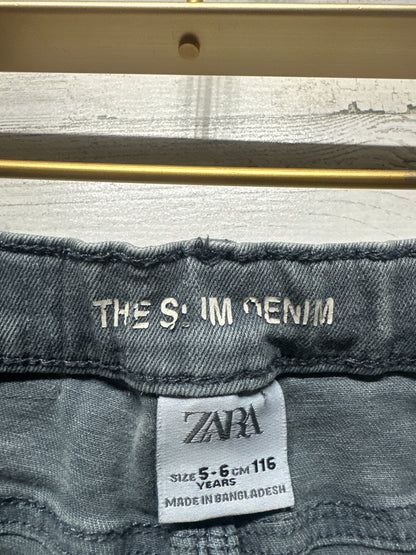 THE SLIM DENIM
ZARA
SIZE 5-6 CM 116
YEARS
MADE IN BANGLADESH